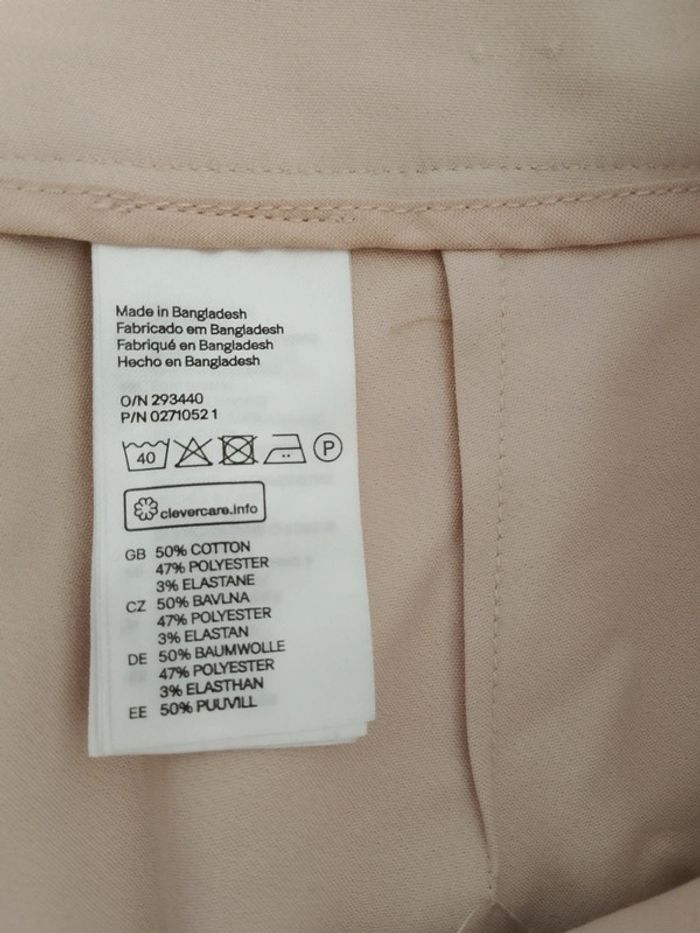 Made in Bangladesh
Fabricado em Bangladesh
Fabriqué en Bangladesh
Hecho en Bangladesh
O/N 293440
P/N 0271052 1
40 P
clevercare.info
GB 50% COTTON
47% POLYESTER
3% ELASTANE
CZ 50% BAVLNA
47% POLYESTER
3% ELASTAN
DE 50% BAUMWOLLE
47% POLYESTER
3% ELASTHAN
EE 50% PUUVILL